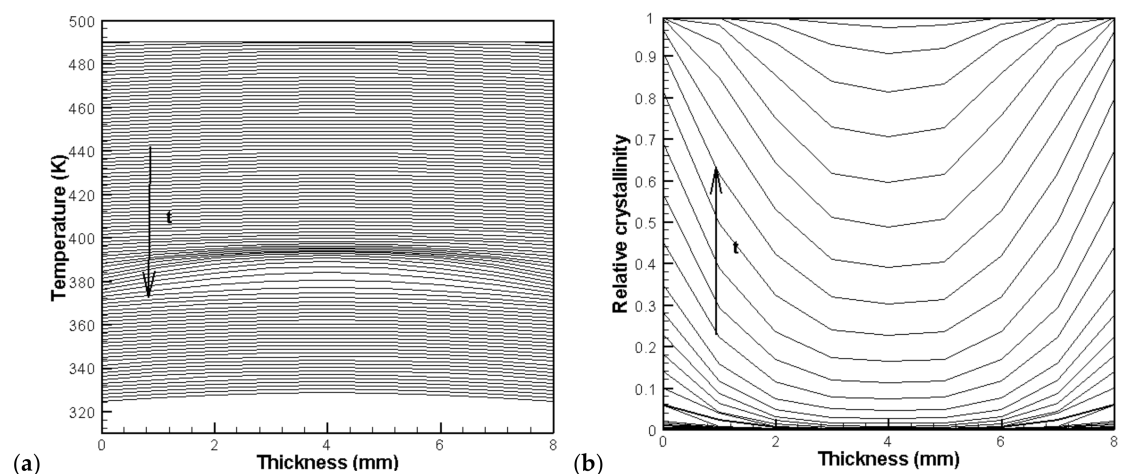 500
480
460
440
420
400
380
360
340
320
Temperature (K)
t
0 2 4 6 8
Thickness (mm)
(a)
1
0.9
0.8
0.7
0.6
0.5
0.4
0.3
0.2
0.1
0
Relative crystallinity
t
0 2 4 6 8
Thickness (mm)
(b)